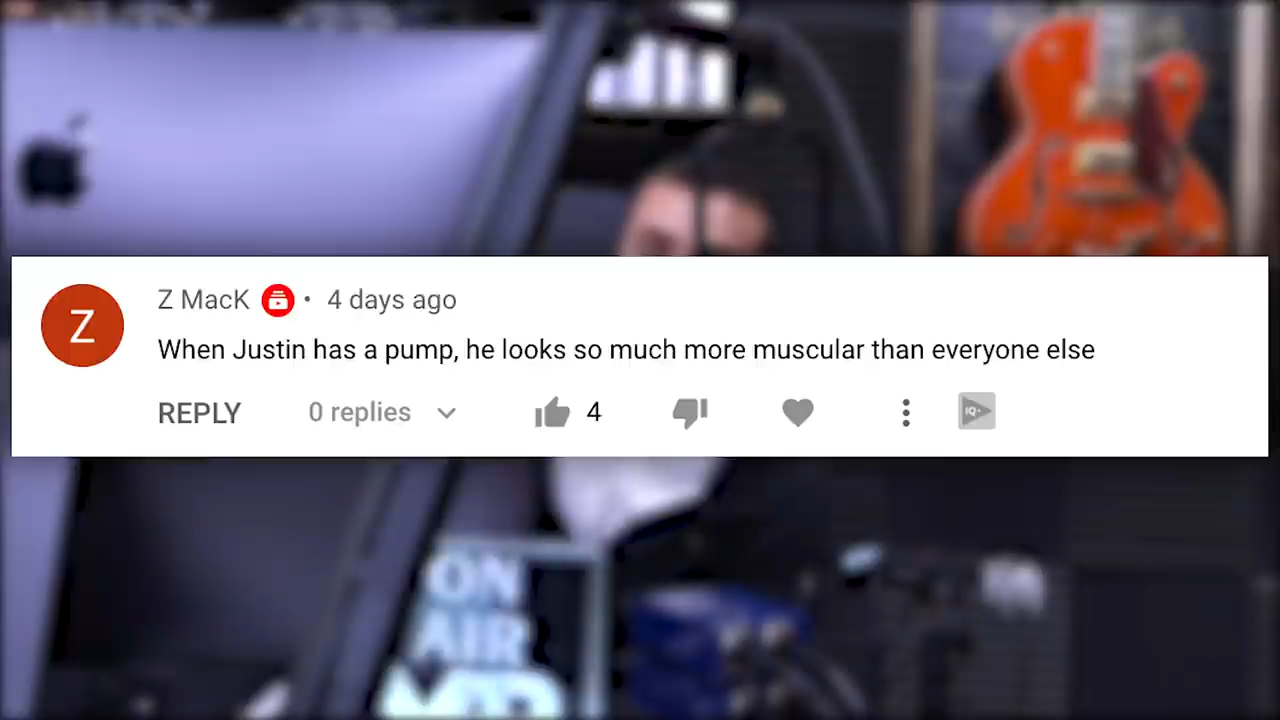 Z
Z MacK • 4 days ago
When Justin has a pump, he looks so much more muscular than everyone else
REPLY 0 replies 4
IQ
ON
AIR